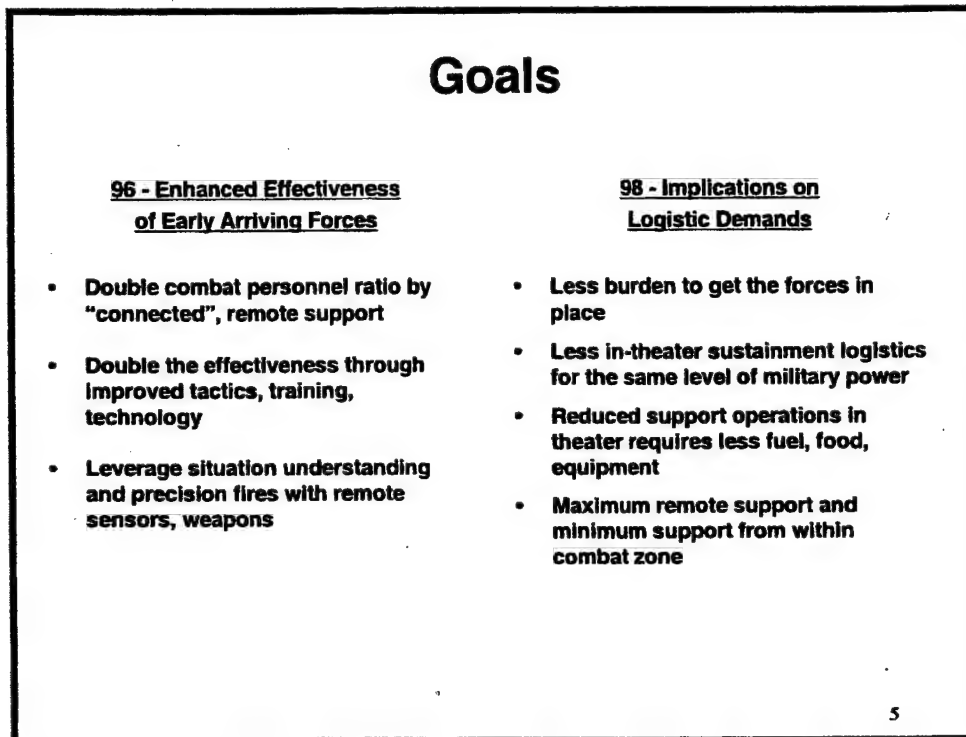 Goals
96 - Enhanced Effectiveness
of Early Arriving Forces
• Double combat personnel ratio by
“connected”, remote support
• Double the effectiveness through
improved tactics, training,
technology
• Leverage situation understanding
and precision fires with remote
sensors, weapons
98 - Implications on
Logistic Demands
• Less burden to get the forces in
place
• Less in-theater sustainment logistics
for the same level of military power
• Reduced support operations in
theater requires less fuel, food,
equipment
• Maximum remote support and
minimum support from within
combat zone
5